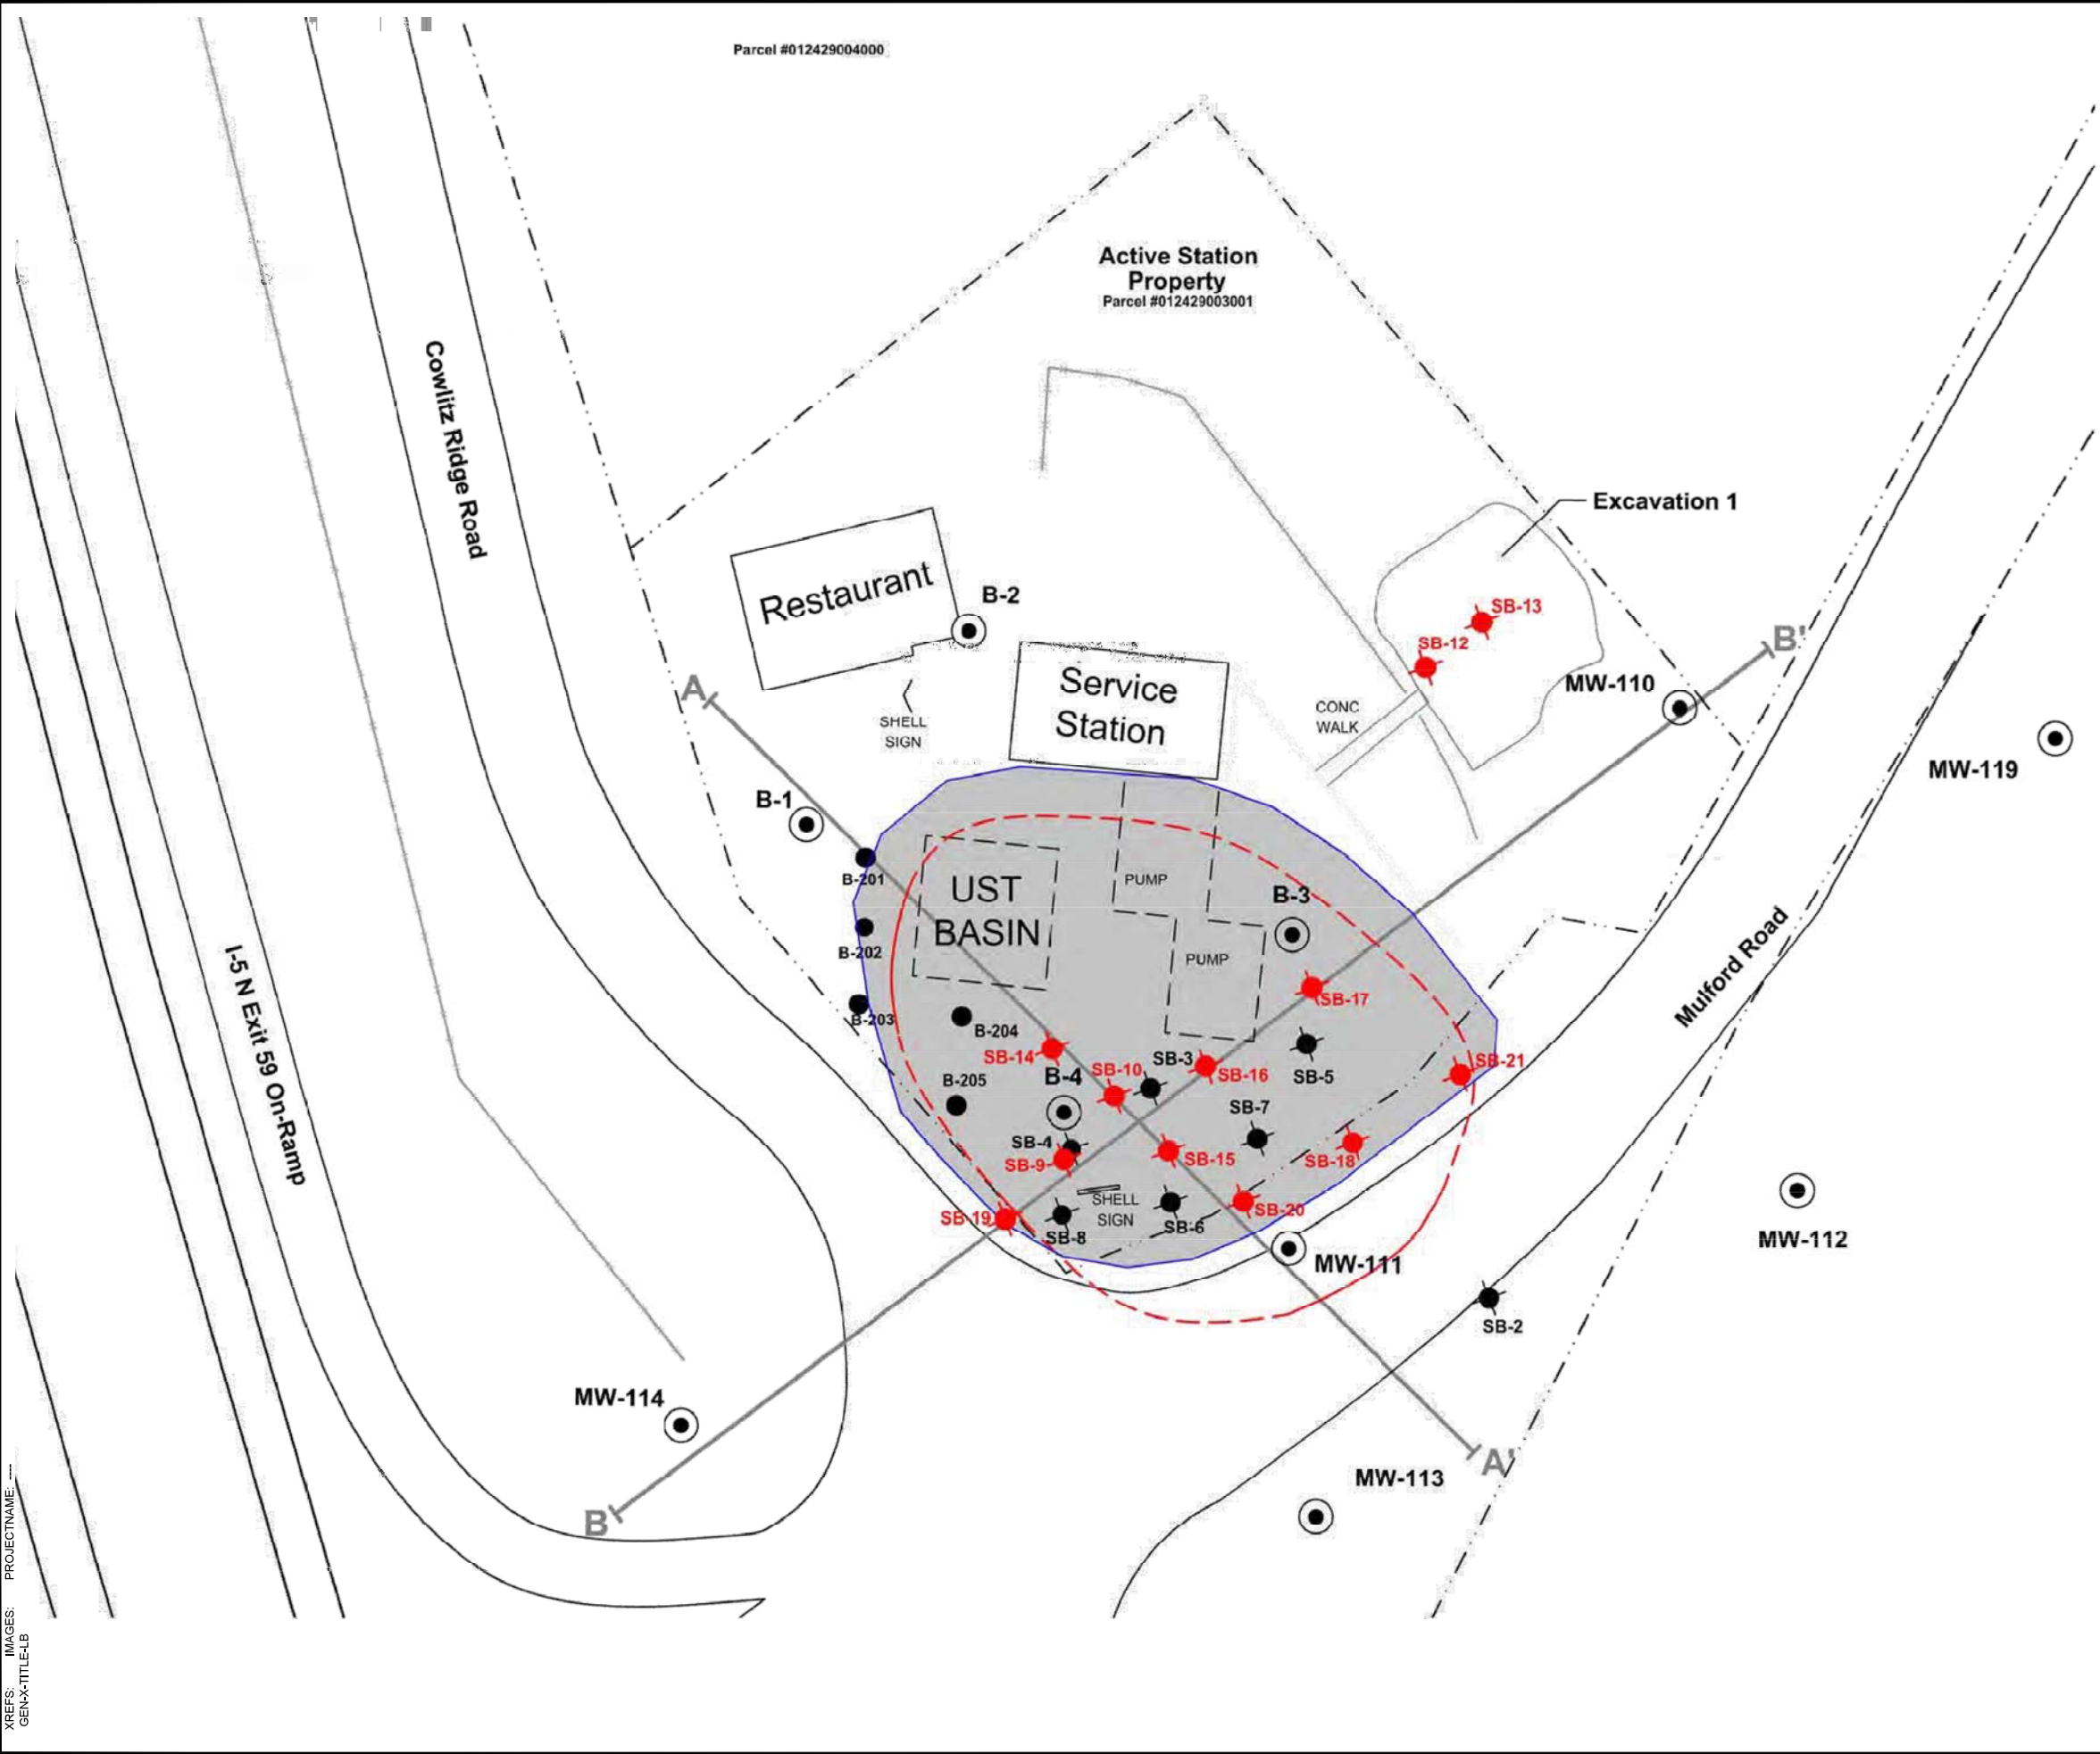 Parcel #012429004000
Active Station
Property
Parcel #012429003001
Cowlitz Ridge Road
Excavation 1
Restaurant
B-2
SB-13
SB-12
B'
MW-110
A
Service
Station
SHELL
SIGN
CONC
WALK
MW-119
B-1
B-201
UST
BASIN
PUMP
B-3
B-202
PUMP
Mulford Road
I-5 N Exit 59 On-Ramp
SB-17
B-203
B-204
SB-14
SB-3
SB-10
SB-16
SB-5
SB-21
B-4
B-205
SB-7
SB-4
SB-9
SB-15
SB-18
SHELL
SIGN
SB-19
SB-8
SB-6
SB-20
MW-111
MW-112
SB-2
MW-114
A'
MW-113
B
XREFS: IMAGES: PROJECTNAME: ----
GEN-X-TITLE-LB